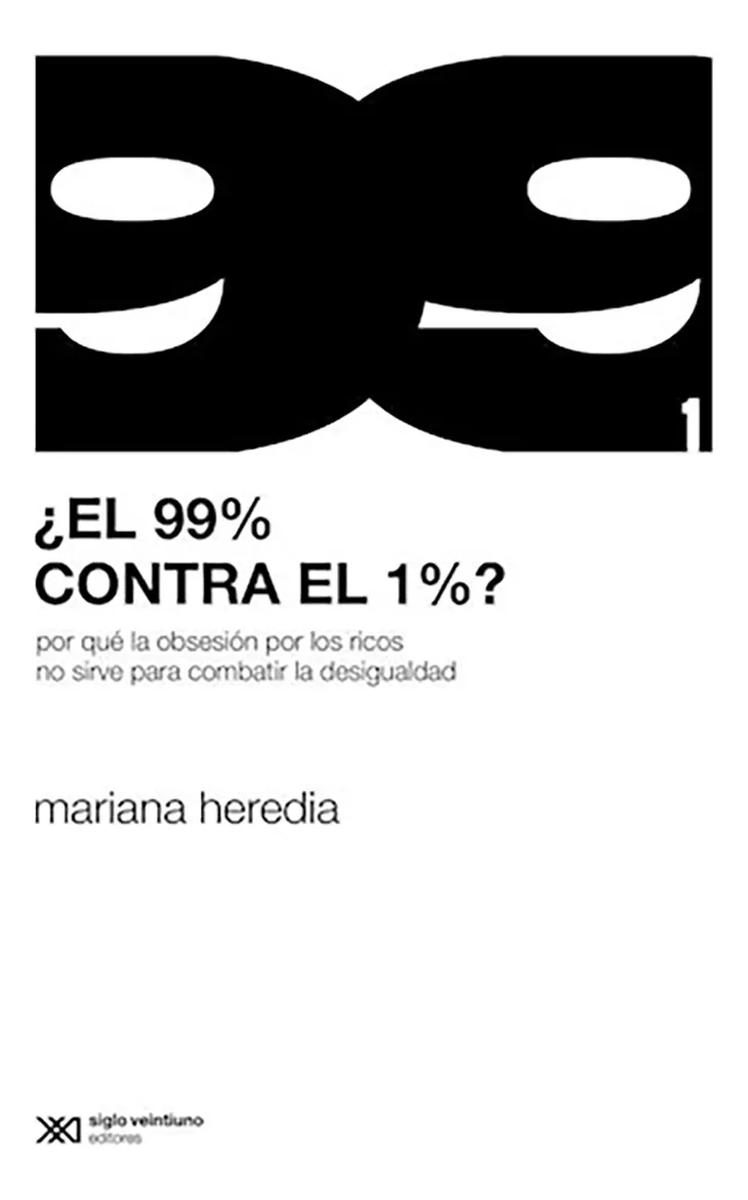 99
1
¿EL 99%
CONTRA EL 1%?
por qué la obsesión por los ricos
no sirve para combatir la desigualdad
mariana heredia
siglo veintiuno
editores